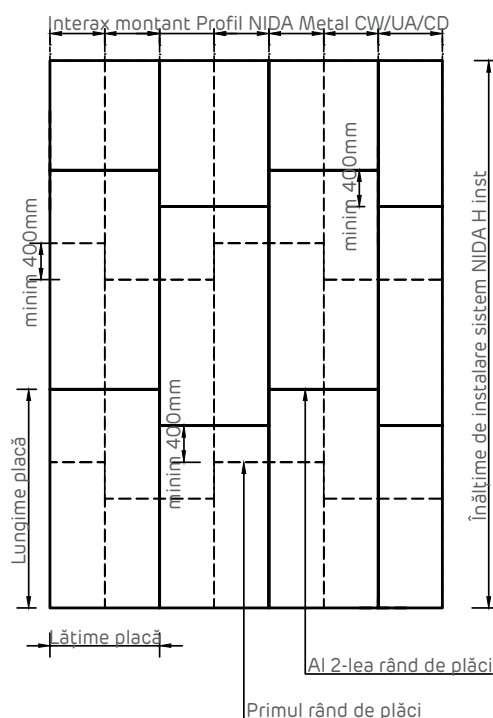 Interax montant Profil NIDA Metal CW/UA/CD
minim 400mm
minim 400mm
Înălțime de instalare sistem NIDA H inst
minim 400mm
Lungime placă
Lățime placă
Al 2-lea rând de plăci
Primul rând de plăci